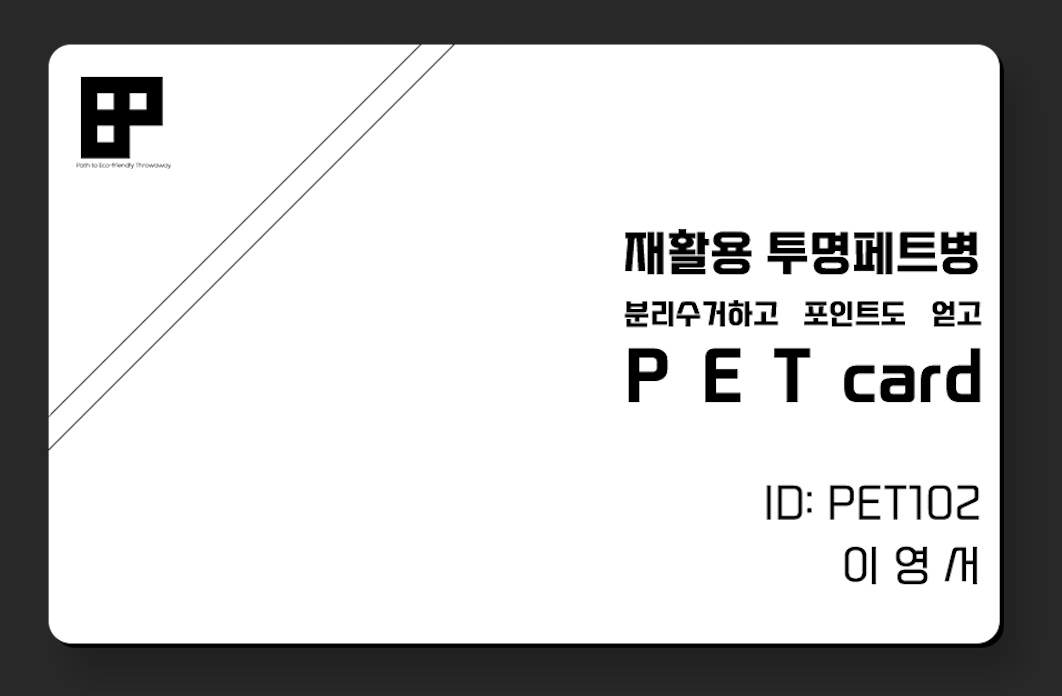 Path to Eco-friendly Throwaway
재활용 투명페트병
분리수거하고 포인트도 얻고
PET card
ID: PET102
이영서